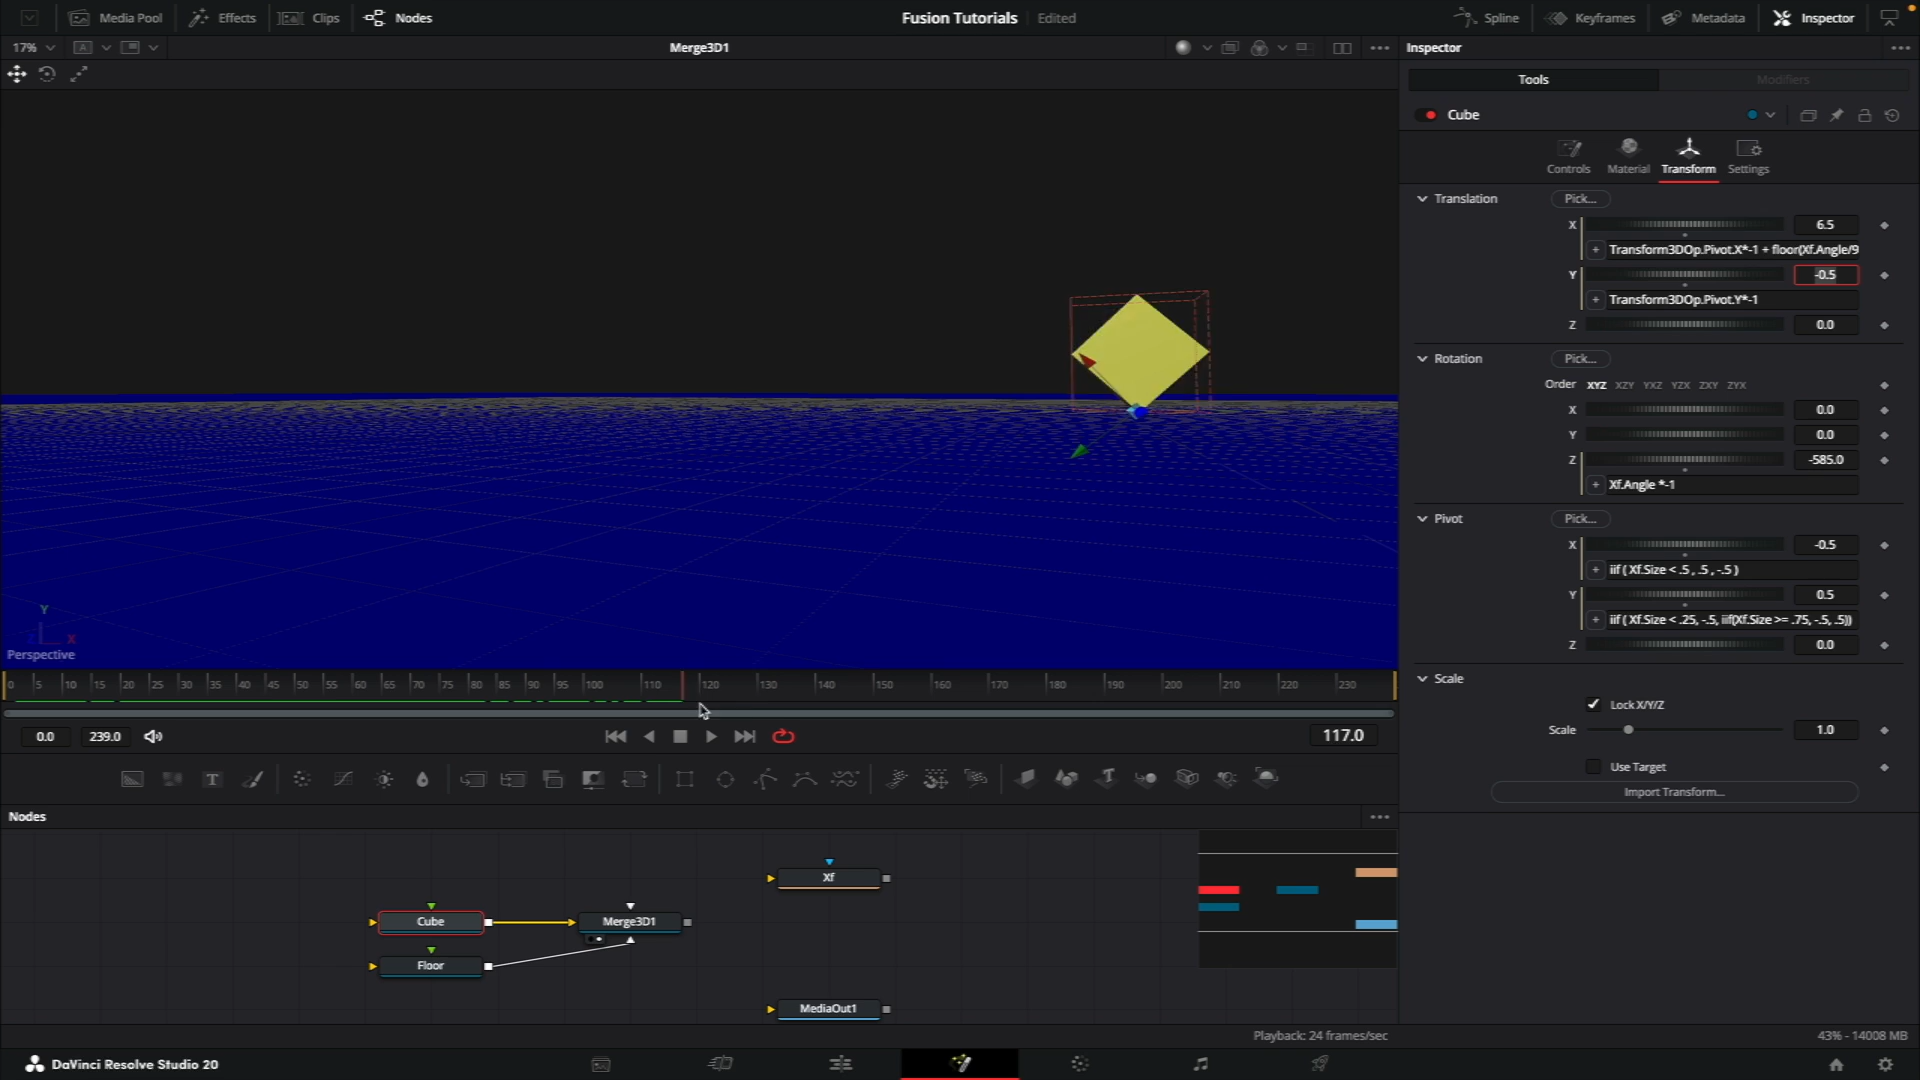 Media Pool Effects Clips Nodes Fusion Tutorials Edited Spline Keyframes Metadata Inspector
17% A Merge3D1 Inspector
Tools Modifiers
Cube
Controls Material Transform Settings
Translation Pick...
X 6.5
Transform3DOp.Pivot.X*-1 + floor(Xf.Angle/9
Y -0.5
Transform3DOp.Pivot.Y*-1
Z 0.0
Rotation Pick...
Order XYZ XZY YXZ YZX ZXY ZYX
X 0.0
Y 0.0
Z -585.0
Xf.Angle *-1
Pivot Pick...
X -0.5
iif ( Xf.Size < .5 , .5 , -.5 )
Y 0.5
iif ( Xf.Size < .25, -.5, iif(Xf.Size >= .75, -.5, .5))
Z 0.0
Scale
Lock X/Y/Z
Scale 1.0
Use Target
Import Transform...
Y
Z X
Perspective
0 5 10 15 20 25 30 35 40 45 50 55 60 65 70 75 80 85 90 95 100 110 120 130 140 150 160 170 180 190 200 210 220 230
0.0 239.0 117.0
T T
Nodes
Xf
Cube Merge3D1
Floor
MediaOut1
Playback: 24 frames/sec 43% - 14008 MB
DaVinci Resolve Studio 20